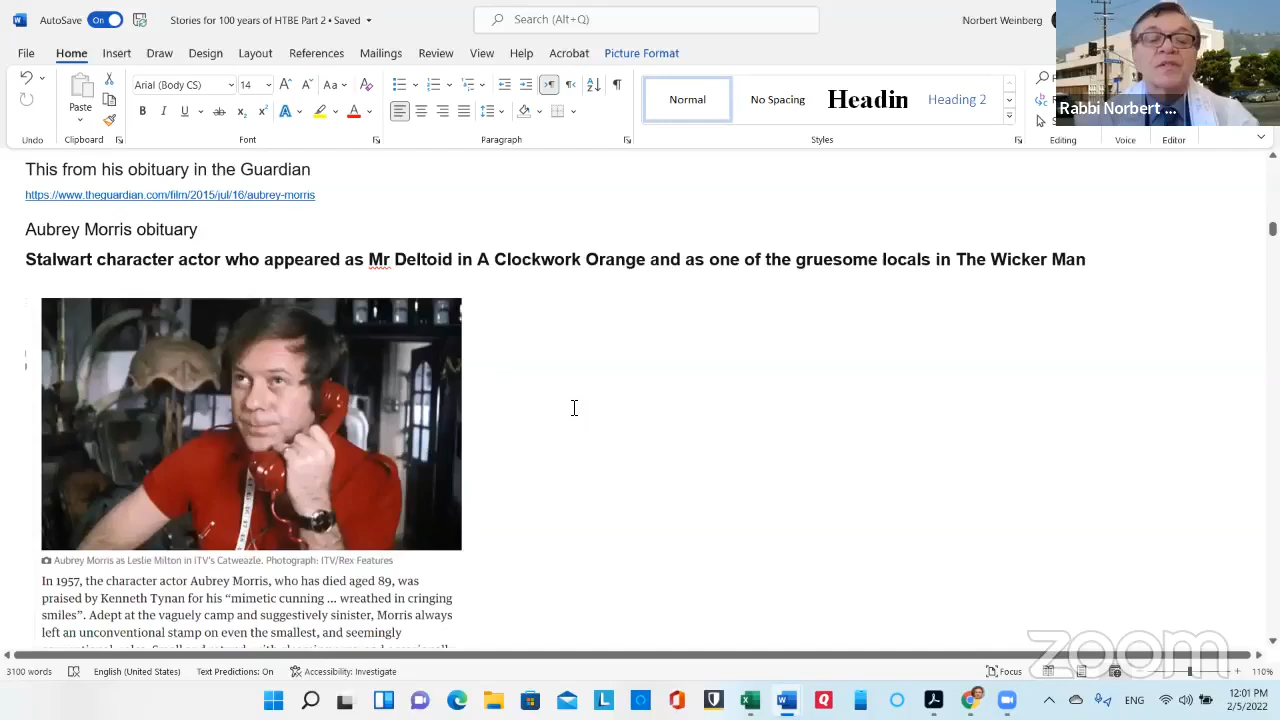 AutoSave On Stories for 100 years of HTBE Part 2 • Saved Search (Alt+Q) Norbert Weinberg
File Home Insert Draw Design Layout References Mailings Review View Help Acrobat Picture Format
Paste Arial (Body CS) 14 Normal No Spacing Headin Heading 2
Rabbi Norbert ...
Undo Clipboard Font Paragraph Styles Editing Voice Editor
This from his obituary in the Guardian
https://www.theguardian.com/film/2015/jul/16/aubrey-morris
Aubrey Morris obituary
Stalwart character actor who appeared as Mr Deltoid in A Clockwork Orange and as one of the gruesome locals in The Wicker Man
Aubrey Morris as Leslie Milton in ITV's Catweazle. Photograph: ITV/Rex Features
In 1957, the character actor Aubrey Morris, who has died aged 89, was
praised by Kenneth Tynan for his “mimetic cunning ... wreathed in cringing
smiles”. Adept at the vaguely camp and suggestively sinister, Morris always
left an unconventional stamp on even the smallest, and seemingly
zoom
3100 words English (United States) Text Predictions: On Accessibility: Investigate Focus 110%
12:01 PM
2/5/2022